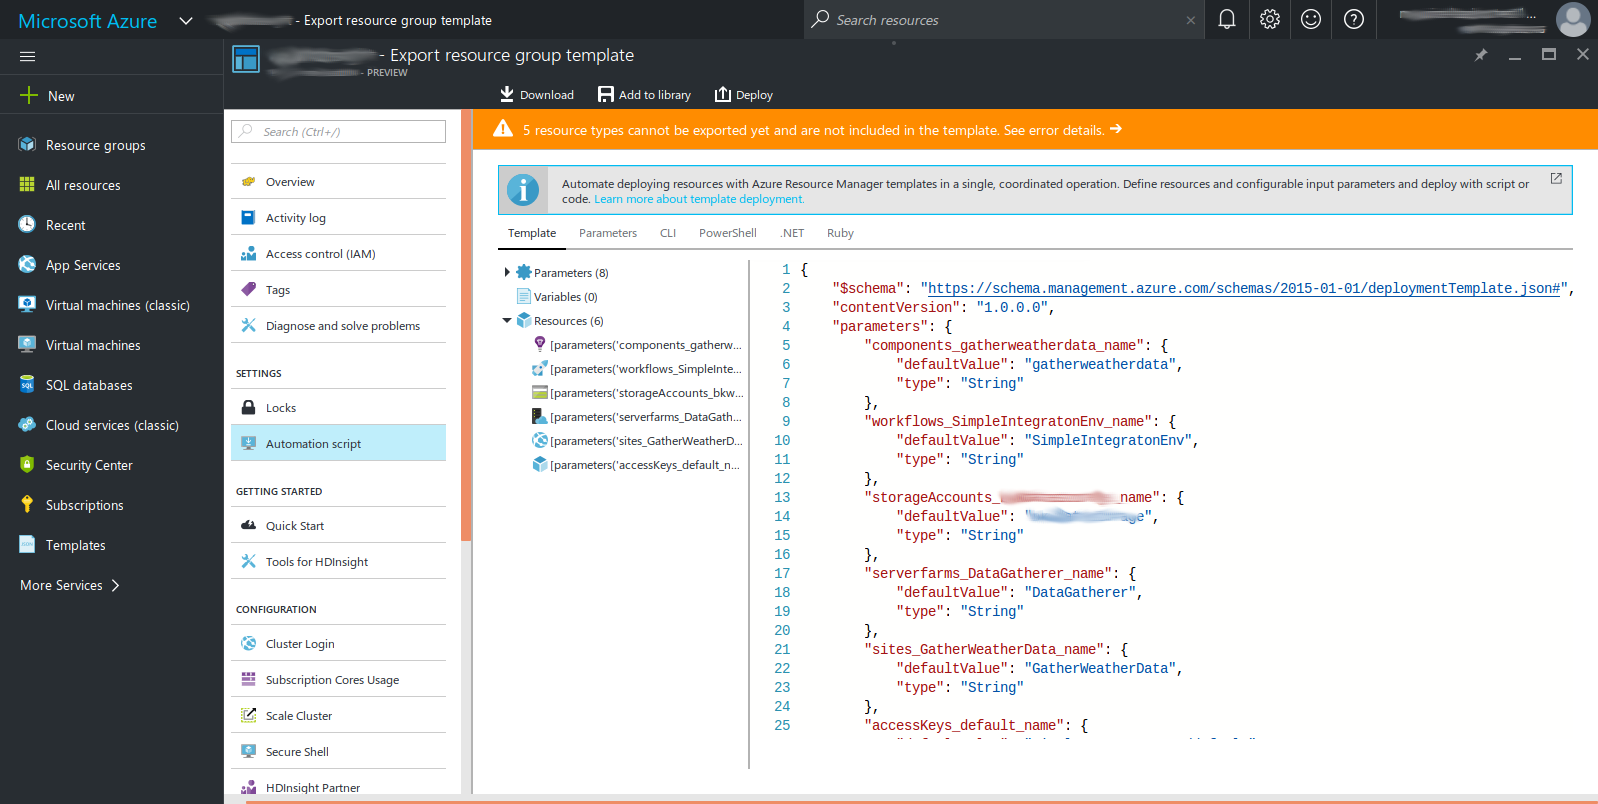 Microsoft Azure
- Export resource group template
Search resources
...
- Export resource group template
- PREVIEW
New
Resource groups
All resources
Recent
App Services
Virtual machines (classic)
Virtual machines
SQL databases
Cloud services (classic)
Security Center
Subscriptions
Templates
More Services
Search (Ctrl+/)
Overview
Activity log
Access control (IAM)
Tags
Diagnose and solve problems
SETTINGS
Locks
Automation script
GETTING STARTED
Quick Start
Tools for HDInsight
CONFIGURATION
Cluster Login
Subscription Cores Usage
Scale Cluster
Secure Shell
HDInsight Partner
Download Add to library Deploy
5 resource types cannot be exported yet and are not included in the template. See error details. →
Automate deploying resources with Azure Resource Manager templates in a single, coordinated operation. Define resources and configurable input parameters and deploy with script or
code. Learn more about template deployment.
Template Parameters CLI PowerShell .NET Ruby
Parameters (8)
Variables (0)
Resources (6)
[parameters('components_gatherw...
[parameters('workflows_SimpleInte...
[parameters('storageAccounts_bkw...
[parameters('serverfarms_DataGath...
[parameters('sites_GatherWeatherD...
[parameters('accessKeys_default_n...
1 {
2 "$schema": "https://schema.management.azure.com/schemas/2015-01-01/deploymentTemplate.json#",
3 "contentVersion": "1.0.0.0",
4 "parameters": {
5 "components_gatherweatherdata_name": {
6 "defaultValue": "gatherweatherdata",
7 "type": "String"
8 },
9 "workflows_SimpleIntegratonEnv_name": {
10 "defaultValue": "SimpleIntegratonEnv",
11 "type": "String"
12 },
13 "storageAccounts_ _name": {
14 "defaultValue": " ",
15 "type": "String"
16 },
17 "serverfarms_DataGatherer_name": {
18 "defaultValue": "DataGatherer",
19 "type": "String"
20 },
21 "sites_GatherWeatherData_name": {
22 "defaultValue": "GatherWeatherData",
23 "type": "String"
24 },
25 "accessKeys_default_name": {